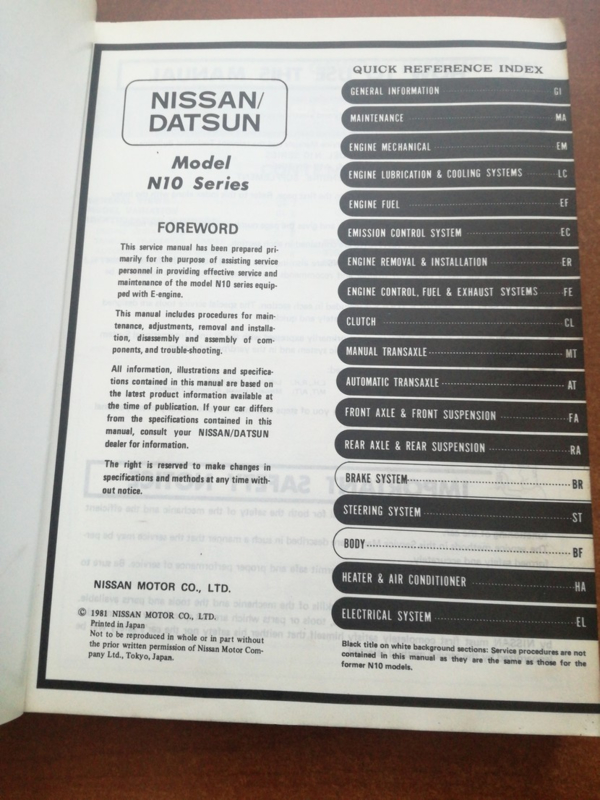 NISSAN/
DATSUN
Model
N10 Series
FOREWORD
This service manual has been prepared pri-
marily for the purpose of assisting service
personnel in providing effective service and
maintenance of the model N10 series equip-
ped with E-engine.
This manual includes procedures for main-
tenance, adjustments, removal and installa-
tion, disassembly and assembly of com-
ponents, and trouble-shooting.
All information, illustrations and specifica-
tions contained in this manual are based on
the latest product information available at
the time of publication. If your car differs
from the specifications contained in this
manual, consult your NISSAN/DATSUN
dealer for information.
The right is reserved to make changes in
specifications and methods at any time with-
out notice.
NISSAN MOTOR CO., LTD.
© 1981 NISSAN MOTOR CO., LTD.
Printed in Japan
Not to be reproduced in whole or in part without
the prior written permission of Nissan Motor Com-
pany Ltd., Tokyo, Japan.
QUICK REFERENCE INDEX
GENERAL INFORMATION GI
MAINTENANCE MA
ENGINE MECHANICAL EM
ENGINE LUBRICATION & COOLING SYSTEMS LC
ENGINE FUEL EF
EMISSION CONTROL SYSTEM EC
ENGINE REMOVAL & INSTALLATION ER
ENGINE CONTROL, FUEL & EXHAUST SYSTEMS FE
CLUTCH CL
MANUAL TRANSAXLE MT
AUTOMATIC TRANSAXLE AT
FRONT AXLE & FRONT SUSPENSION FA
REAR AXLE & REAR SUSPENSION RA
BRAKE SYSTEM BR
STEERING SYSTEM ST
BODY BF
HEATER & AIR CONDITIONER HA
ELECTRICAL SYSTEM EL
Black title on white background sections: Service procedures are not
contained in this manual as they are the same as those for the
former N10 models.